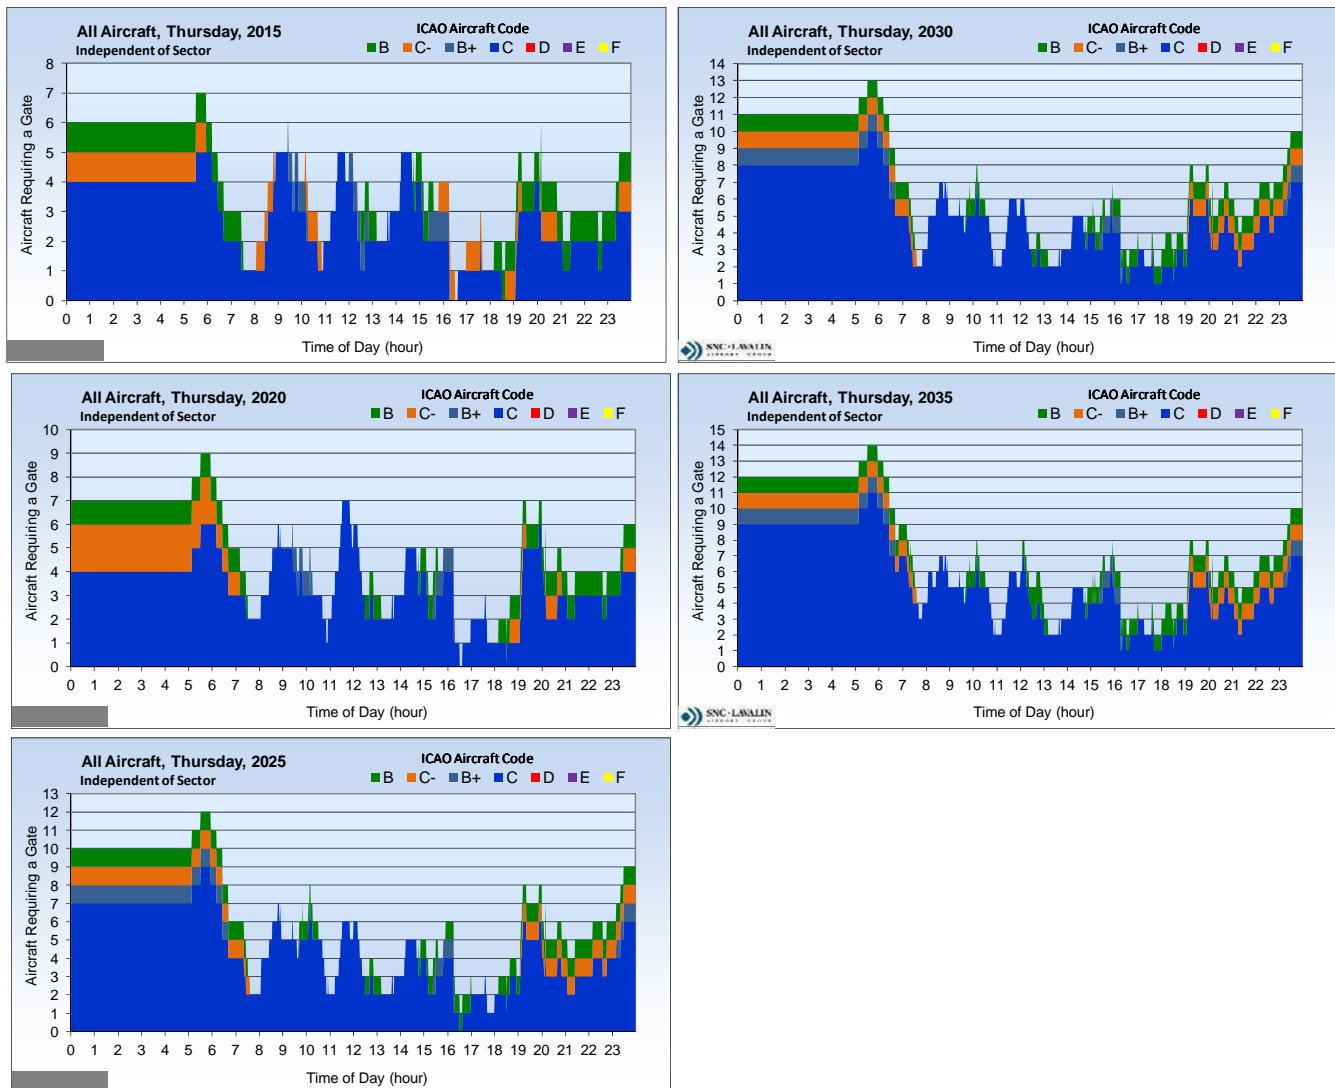 All Aircraft, Thursday, 2015
Independent of Sector
ICAO Aircraft Code
B C- B+ C D E F
Aircraft Requiring a Gate
8
7
6
5
4
3
2
1
0
0 1 2 3 4 5 6 7 8 9 10 11 12 13 14 15 16 17 18 19 20 21 22 23
Time of Day (hour)
All Aircraft, Thursday, 2030
Independent of Sector
ICAO Aircraft Code
B C- B+ C D E F
Aircraft Requiring a Gate
14
13
12
11
10
9
8
7
6
5
4
3
2
1
0
0 1 2 3 4 5 6 7 8 9 10 11 12 13 14 15 16 17 18 19 20 21 22 23
Time of Day (hour)
SNC·LAVALIN
AIRPORT GROUP
All Aircraft, Thursday, 2020
Independent of Sector
ICAO Aircraft Code
B C- B+ C D E F
Aircraft Requiring a Gate
10
9
8
7
6
5
4
3
2
1
0
0 1 2 3 4 5 6 7 8 9 10 11 12 13 14 15 16 17 18 19 20 21 22 23
Time of Day (hour)
All Aircraft, Thursday, 2035
Independent of Sector
ICAO Aircraft Code
B C- B+ C D E F
Aircraft Requiring a Gate
15
14
13
12
11
10
9
8
7
6
5
4
3
2
1
0
0 1 2 3 4 5 6 7 8 9 10 11 12 13 14 15 16 17 18 19 20 21 22 23
Time of Day (hour)
SNC·LAVALIN
AIRPORT GROUP
All Aircraft, Thursday, 2025
Independent of Sector
ICAO Aircraft Code
B C- B+ C D E F
Aircraft Requiring a Gate
13
12
11
10
9
8
7
6
5
4
3
2
1
0
0 1 2 3 4 5 6 7 8 9 10 11 12 13 14 15 16 17 18 19 20 21 22 23
Time of Day (hour)